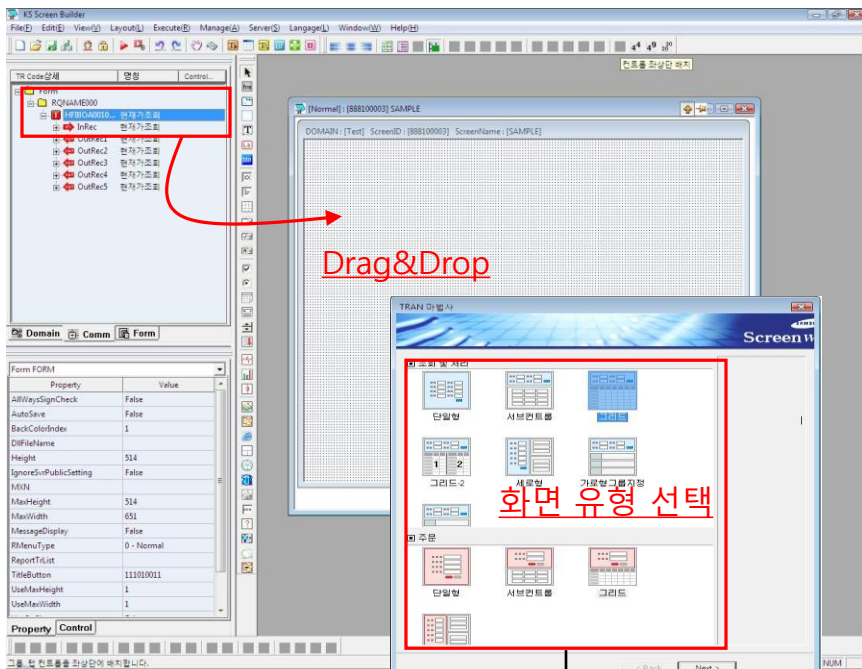 KS Screen Builder
File(F) Edit(E) View(V) Layout(L) Execute(R) Manage(A) Server(S) Langage(L) Window(W) Help(H)
컨트롤 좌상단 배치
TR Code상세 명칭 Control...
Form
RQNAME000
HFBIOA0010... 현재가조회
InRec 현재가조회
OutRec1 현재가조회
OutRec2 현재가조회
OutRec3 현재가조회
OutRec4 현재가조회
OutRec5 현재가조회
Domain Comm Form
[Normal] : [888100003] SAMPLE
DOMAIN : [Test] ScreenID : [888100003] ScreenName : [SAMPLE]
Drag&Drop
Form FORM
Property Value
AllWaysSignCheck False
AutoSave False
BackColorIndex 1
DllFileName
Height 514
IgnoreSvrPublicSetting False
MXN
MaxHeight 514
MaxWidth 651
MessageDisplay False
RMenuType 0 - Normal
ReportTrList
TitleButton 111010011
UseMaxHeight 1
UseMaxWidth 1
Property Control
TRAN 마법사
Screen
조회 및 처리
단일형 서브컨트롤 그리드
그리드-2 세로형 가로형그룹지정
화면 유형 선택
주문
단일형 서브컨트롤 그리드
< Back Next >
그룹, 탭 컨트롤을 좌상단에 배치합니다.
NUM